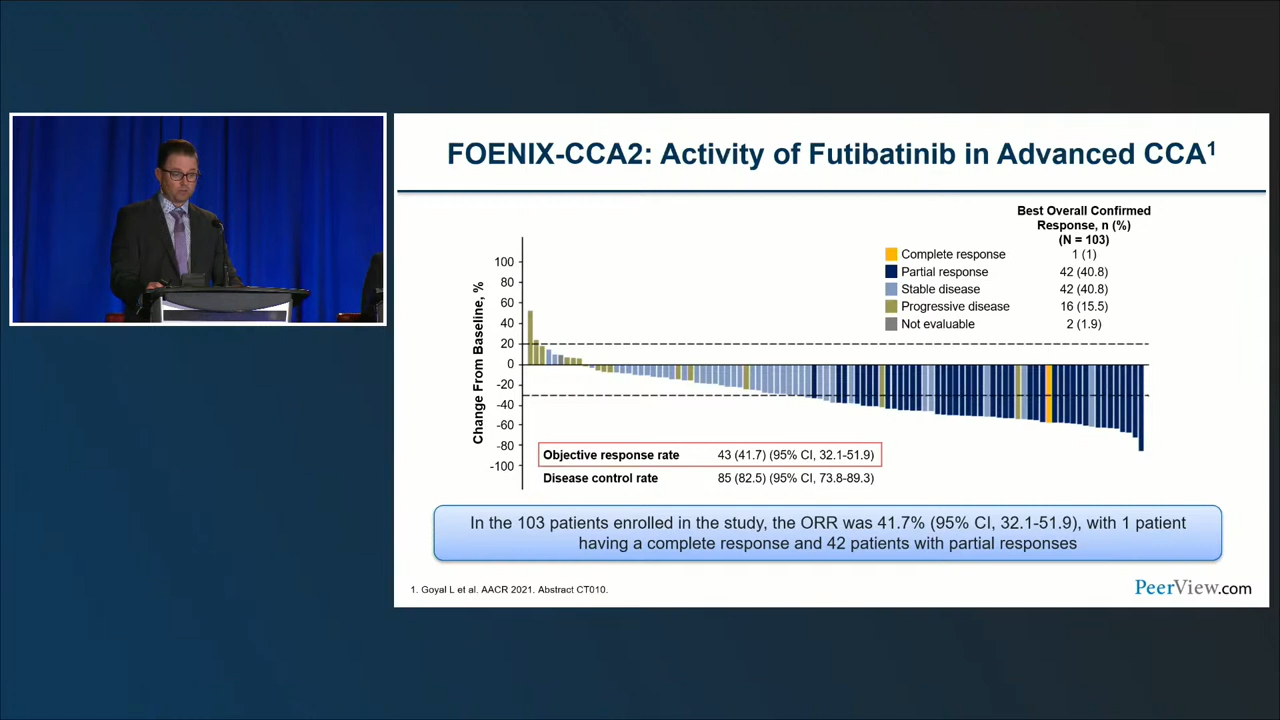 FOENIX-CCA2: Activity of Futibatinib in Advanced CCA1
Best Overall Confirmed
Response, n (%)
(N = 103)
Complete response 1 (1)
Partial response 42 (40.8)
Stable disease 42 (40.8)
Progressive disease 16 (15.5)
Not evaluable 2 (1.9)
Change From Baseline, %
100
80
60
40
20
0
-20
-40
-60
-80
-100
Objective response rate 43 (41.7) (95% CI, 32.1-51.9)
Disease control rate 85 (82.5) (95% CI, 73.8-89.3)
In the 103 patients enrolled in the study, the ORR was 41.7% (95% CI, 32.1-51.9), with 1 patient
having a complete response and 42 patients with partial responses
1. Goyal L et al. AACR 2021. Abstract CT010.
PeerView.com